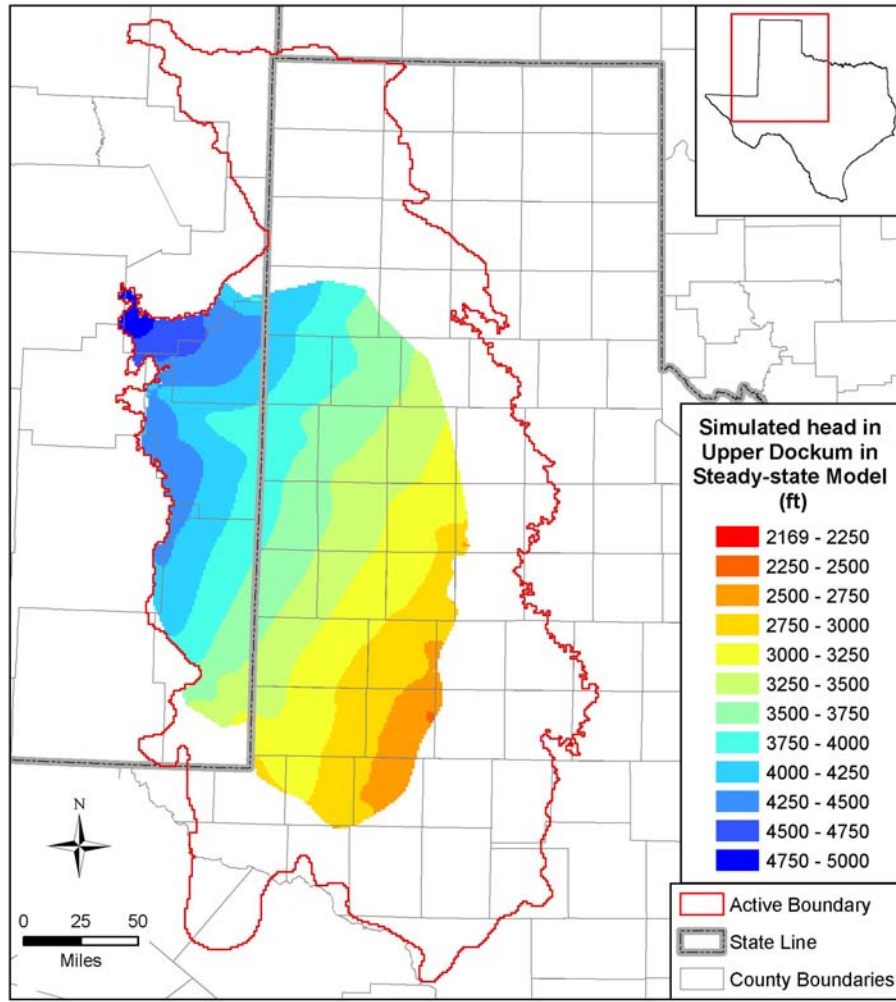 Simulated head in
Upper Dockum in
Steady-state Model
(ft)
2169 - 2250
2250 - 2500
2500 - 2750
2750 - 3000
3000 - 3250
3250 - 3500
3500 - 3750
3750 - 4000
4000 - 4250
4250 - 4500
4500 - 4750
4750 - 5000
N
0 25 50
Miles
Active Boundary
State Line
County Boundaries